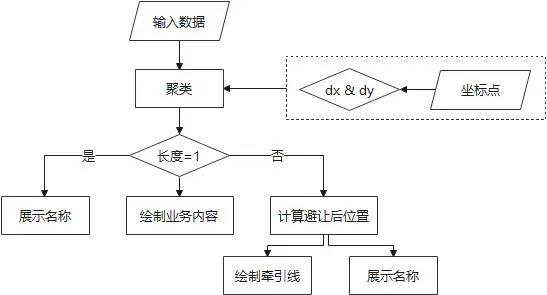 输入数据
聚类
dx & dy
坐标点
是
长度=1
否
展示名称
绘制业务内容
计算避让后位置
绘制牵引线
展示名称